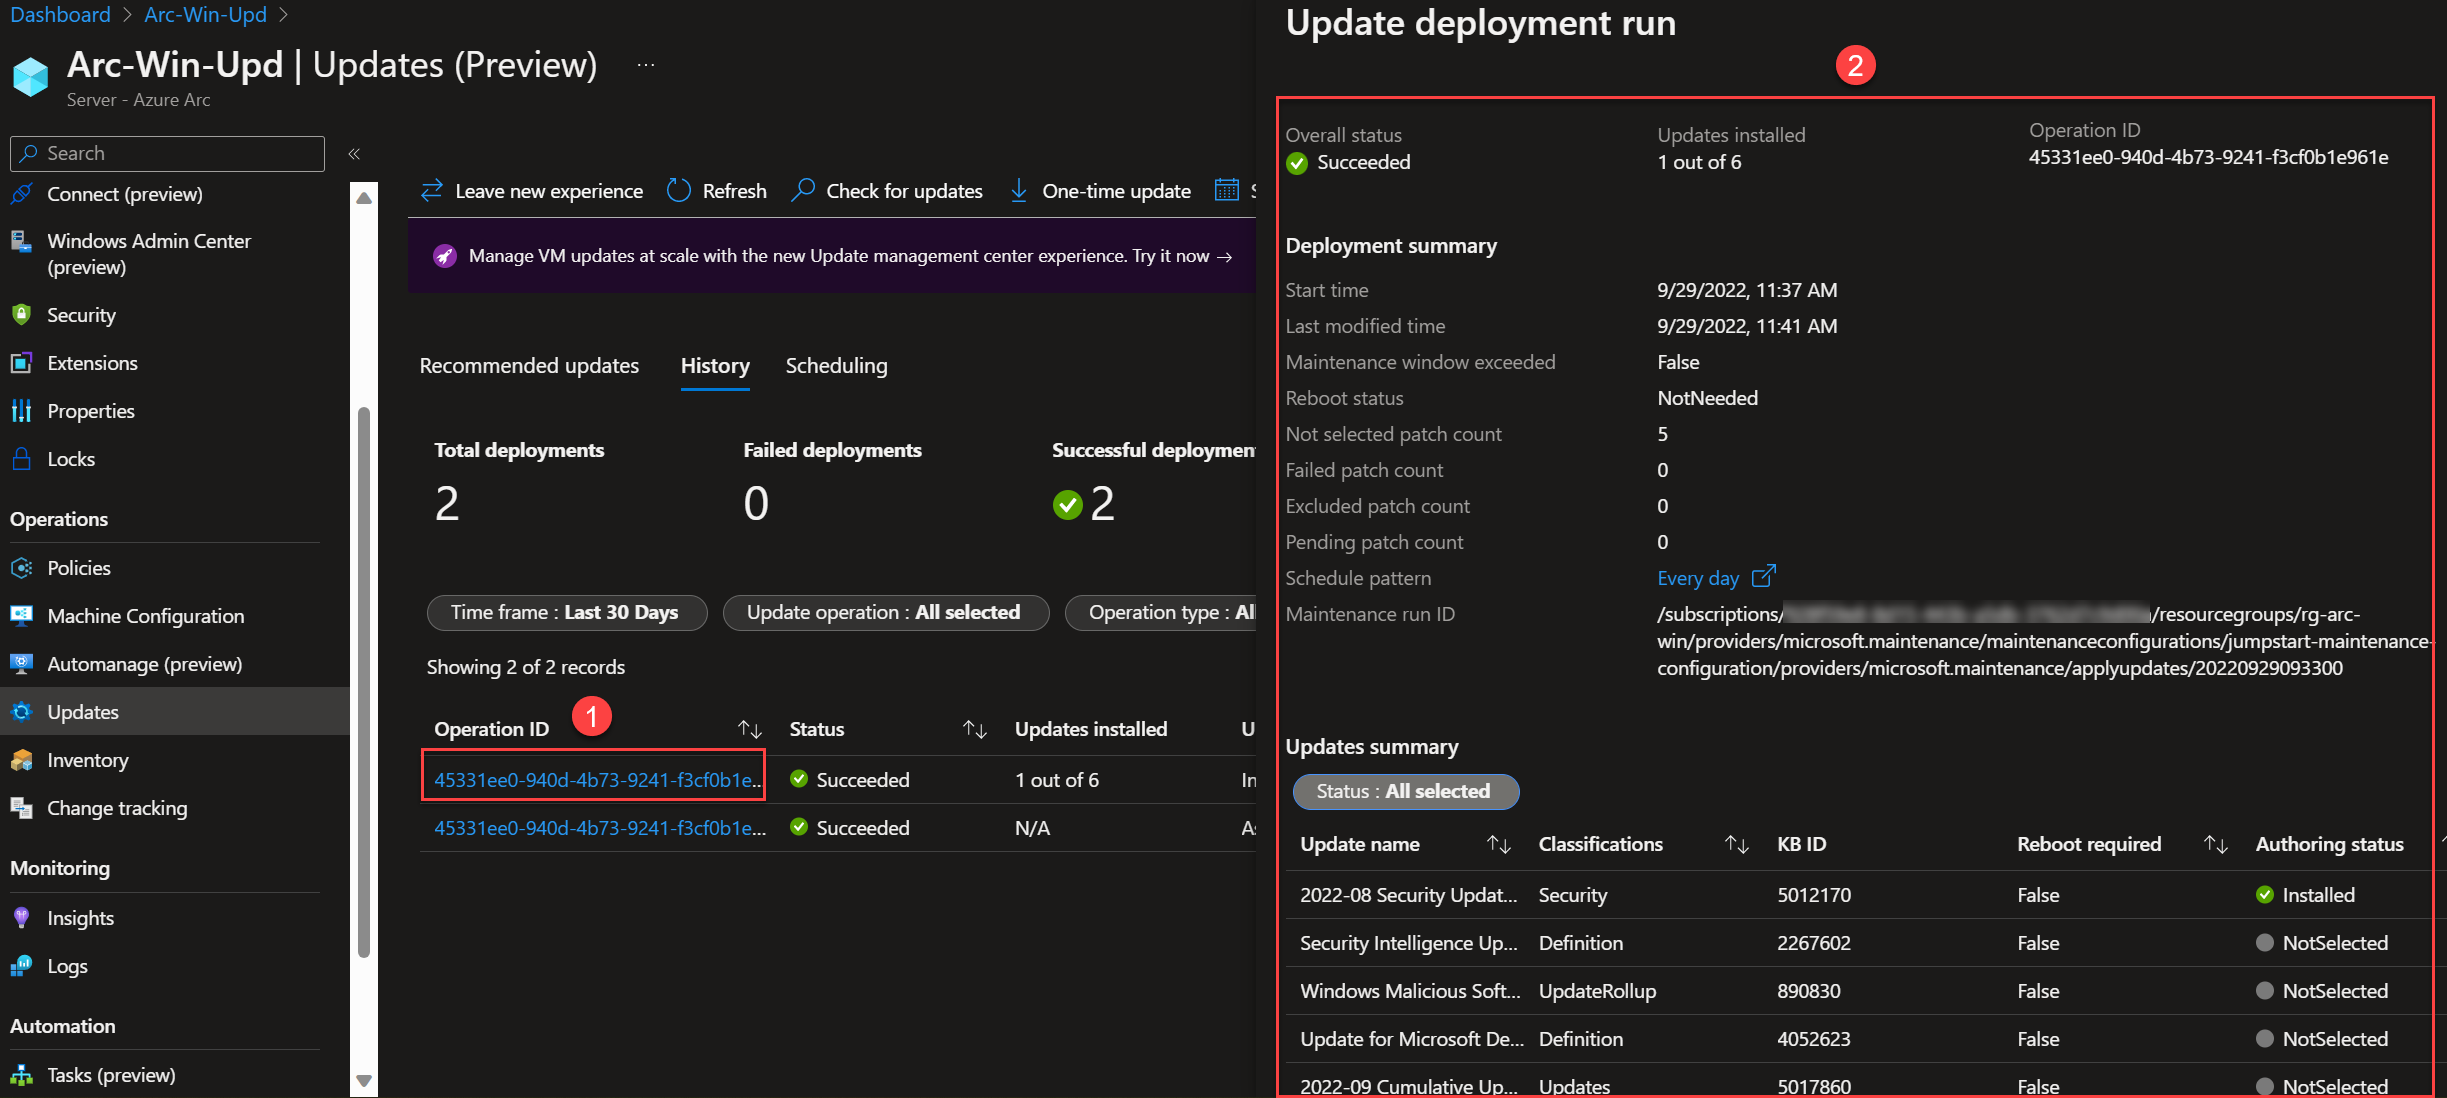 Dashboard > Arc-Win-Upd >
Arc-Win-Upd | Updates (Preview) ...
Server - Azure Arc
Search
«
Connect (preview)
Windows Admin Center
(preview)
Security
Extensions
Properties
Locks
Operations
Policies
Machine Configuration
Automanage (preview)
Updates
Inventory
Change tracking
Monitoring
Insights
Logs
Automation
Tasks (preview)
Leave new experience Refresh Check for updates One-time update S
Manage VM updates at scale with the new Update management center experience. Try it now →
Recommended updates History Scheduling
Total deployments Failed deployments Successful deploymen
2 0 2
Time frame : Last 30 Days Update operation : All selected Operation type : All
Showing 2 of 2 records
1
Operation ID Status Updates installed U
45331ee0-940d-4b73-9241-f3cf0b1e... Succeeded 1 out of 6 In
45331ee0-940d-4b73-9241-f3cf0b1e... Succeeded N/A As
Update deployment run
2
Overall status Updates installed Operation ID
Succeeded 1 out of 6 45331ee0-940d-4b73-9241-f3cf0b1e961e
Deployment summary
Start time 9/29/2022, 11:37 AM
Last modified time 9/29/2022, 11:41 AM
Maintenance window exceeded False
Reboot status NotNeeded
Not selected patch count 5
Failed patch count 0
Excluded patch count 0
Pending patch count 0
Schedule pattern Every day
Maintenance run ID /subscriptions/ /resourcegroups/rg-arc-
win/providers/microsoft.maintenance/maintenanceconfigurations/jumpstart-maintenance-
configuration/providers/microsoft.maintenance/applyupdates/20220929093300
Updates summary
Status : All selected
Update name Classifications KB ID Reboot required Authoring status
2022-08 Security Updat... Security 5012170 False Installed
Security Intelligence Up... Definition 2267602 False NotSelected
Windows Malicious Soft... UpdateRollup 890830 False NotSelected
Update for Microsoft De... Definition 4052623 False NotSelected
2022-09 Cumulative Up... Updates 5017860 False NotSelected